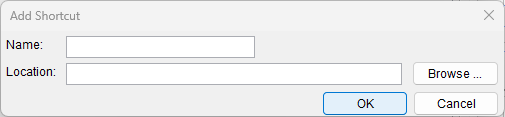 Add Shortcut
Name:
Location:
Browse ...
OK
Cancel